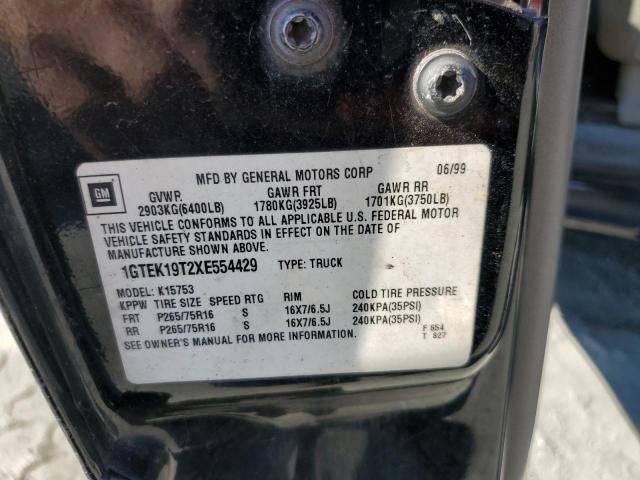 MFD BY GENERAL MOTORS CORP 06/99
GM
GVWR GAWR FRT GAWR RR
2903KG(6400LB) 1780KG(3925LB) 1701KG(3750LB)
THIS VEHICLE CONFORMS TO ALL APPLICABLE U.S. FEDERAL MOTOR
VEHICLE SAFETY STANDARDS IN EFFECT ON THE DATE OF
MANUFACTURE SHOWN ABOVE.
1GTEK19T2XE554429 TYPE: TRUCK
MODEL: K15753
KPPW TIRE SIZE SPEED RTG RIM COLD TIRE PRESSURE
FRT P265/75R16 S 16X7/6.5J 240KPA(35PSI)
RR P265/75R16 S 16X7/6.5J 240KPA(35PSI)
SEE OWNER'S MANUAL FOR MORE INFORMATION.
F 654
T 827